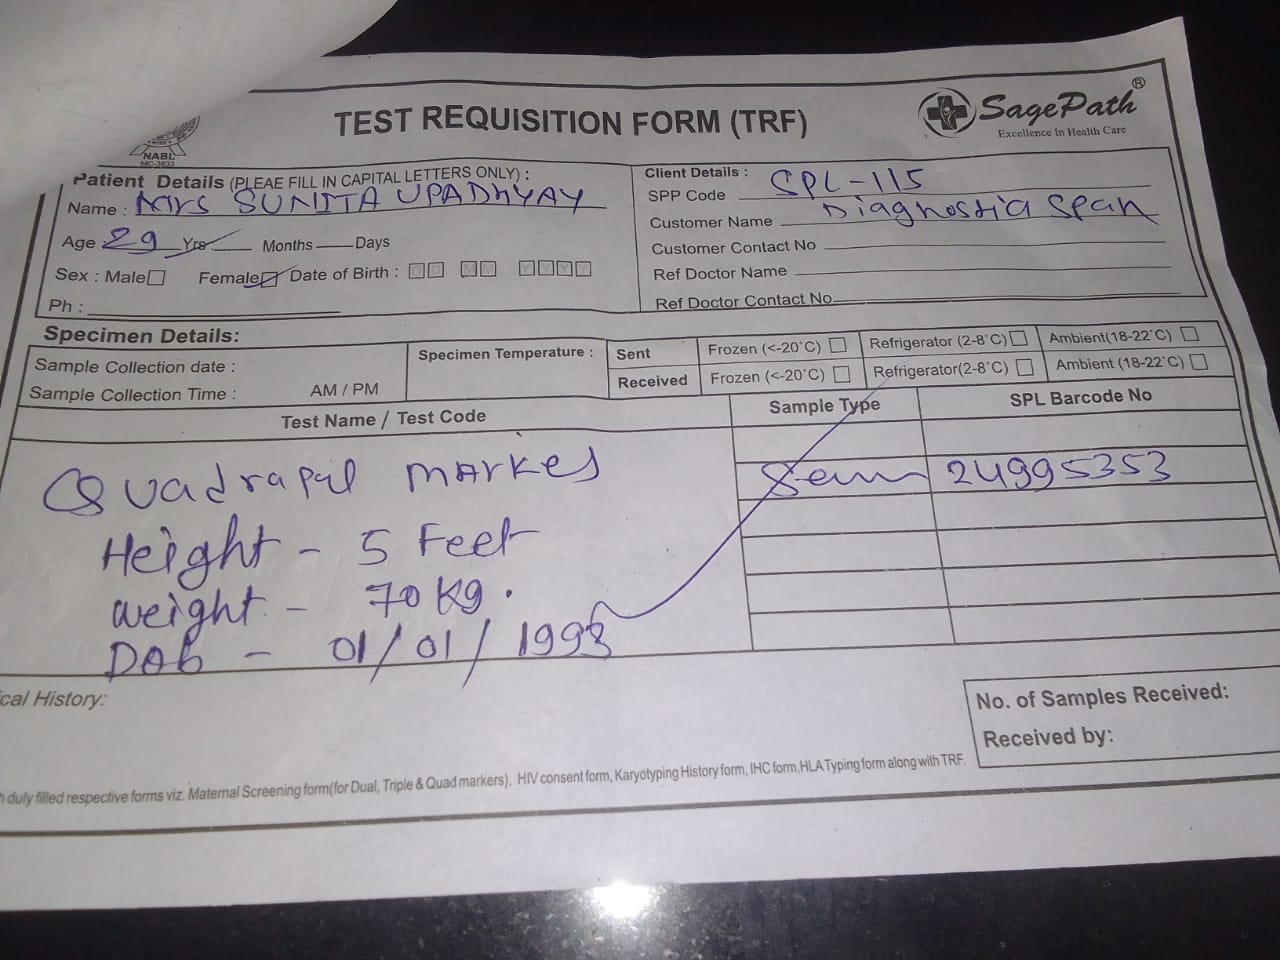 NABL
MC-3633
TEST REQUISITION FORM (TRF)
SagePath®
Excellence In Health Care
Patient Details (PLEAE FILL IN CAPITAL LETTERS ONLY) :
Name : Mrs SUNITA UPADHYAY
Age 29 Yrs Months Days
Sex : Male Female Date of Birth : DD MM YYYY
Ph :
Client Details :
SPP Code SPL-115
Customer Name Diagnostia Span
Customer Contact No
Ref Doctor Name
Ref Doctor Contact No
Specimen Details:
Sample Collection date :
Sample Collection Time : AM / PM
Specimen Temperature :
Sent Frozen (<-20°C) Refrigerator (2-8°C) Ambient(18-22°C)
Received Frozen (<-20°C) Refrigerator(2-8°C) Ambient (18-22°C)
Test Name / Test Code Sample Type SPL Barcode No
Quadrapal markes 24995353
Height - 5 Feet
weight - 70 kg.
DOb - 01/01/1993
cal History:
No. of Samples Received:
Received by:
duly filled respective forms viz. Maternal Screening form(for Dual, Triple & Quad markers), HIV consent form, Karyotyping History form, IHC form,HLA Typing form along with TRF.